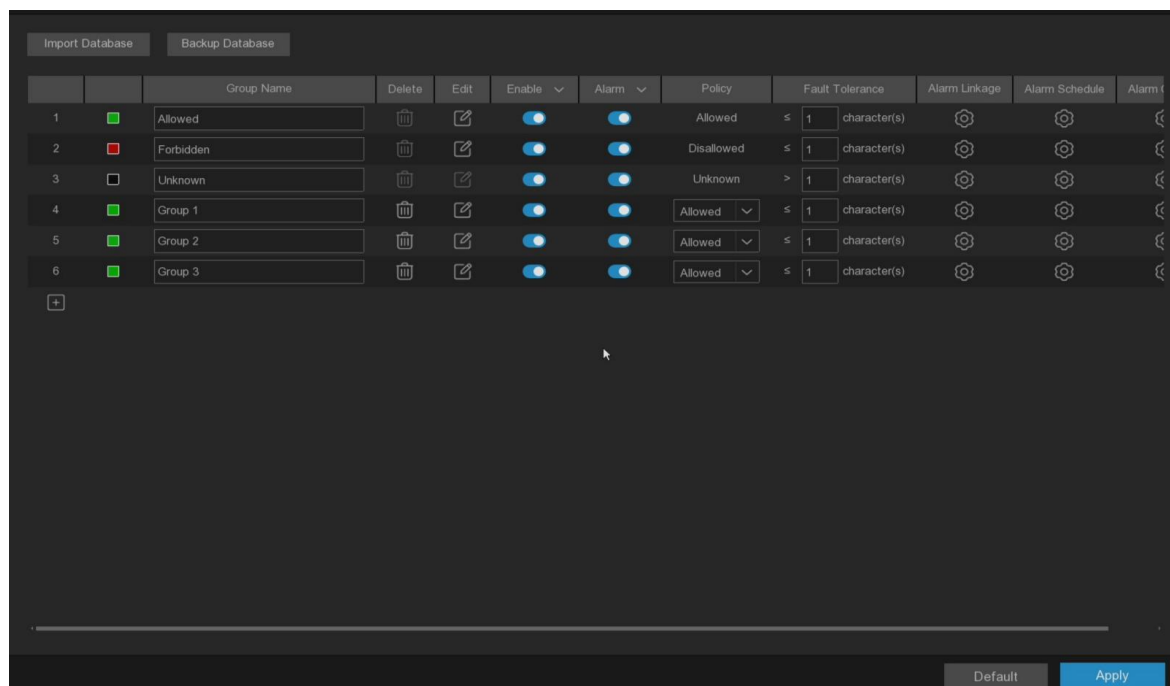 Import Database Backup Database
Group Name Delete Edit Enable Alarm Policy Fault Tolerance Alarm Linkage Alarm Schedule Alarm
1 Allowed Allowed ≤ 1 character(s)
2 Forbidden Disallowed ≤ 1 character(s)
3 Unknown Unknown > 1 character(s)
4 Group 1 Allowed ≤ 1 character(s)
5 Group 2 Allowed ≤ 1 character(s)
6 Group 3 Allowed ≤ 1 character(s)
Default Apply